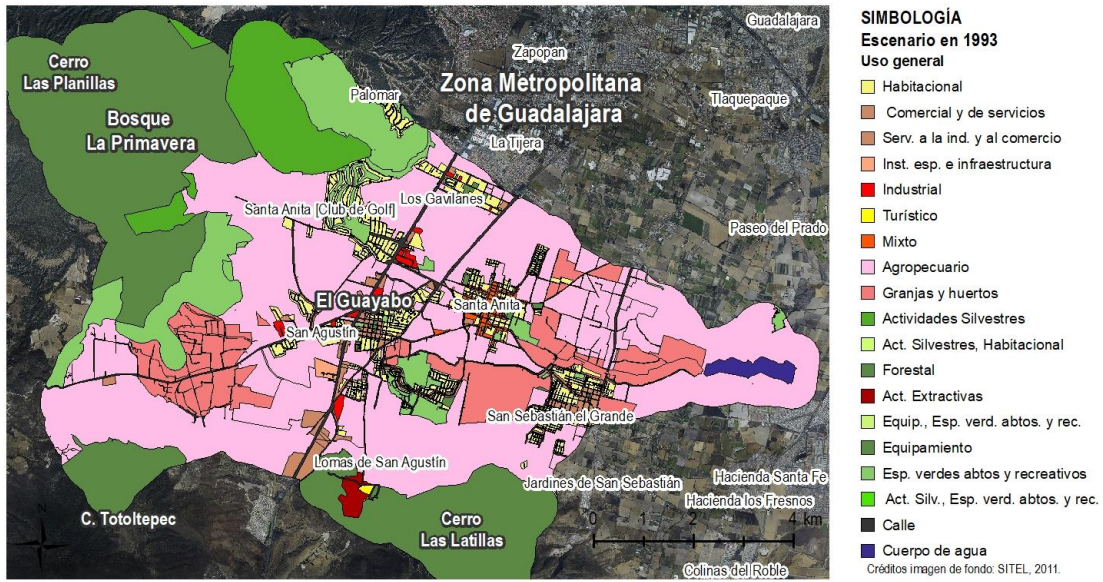 Guadalajara
Zapopan
Cerro
Las Planillas
Zona Metropolitana
de Guadalajara
Palomar
Tlaquepaque
Bosque
La Primavera
La Tijera
Los Gavilanes
Santa Anita [Club de Golf]
Paseo del Prado
El Guayabo
Santa Anita
San Agustín
San Sebastián el Grande
Lomas de San Agustín
Jardines de San Sebastián
Hacienda Santa Fe
Hacienda los Fresnos
C. Totoltepec
Cerro
Las Latillas
0 1 2 4 km
Colinas del Roble
N
SIMBOLOGÍA
Escenario en 1993
Uso general
Habitacional
Comercial y de servicios
Serv. a la ind. y al comercio
Inst. esp. e infraestructura
Industrial
Turístico
Mixto
Agropecuario
Granjas y huertos
Actividades Silvestres
Act. Silvestres, Habitacional
Forestal
Act. Extractivas
Equip., Esp. verd. abtos. y rec.
Equipamiento
Esp. verdes abtos y recreativos
Act. Silv., Esp. verd. abtos. y rec.
Calle
Cuerpo de agua
Créditos imagen de fondo: SITEL, 2011.